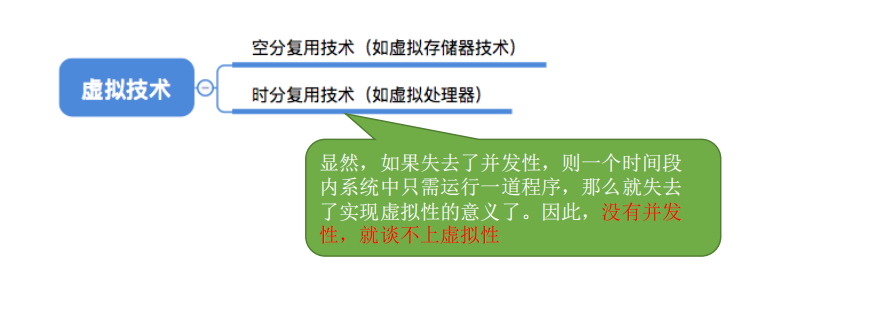 虚拟技术
空分复用技术（如虚拟存储器技术）
时分复用技术（如虚拟处理器）
显然，如果失去了并发性，则一个时间段
内系统中只需运行一道程序，那么就失去
了实现虚拟性的意义了。因此，没有并发
性，就谈不上虚拟性